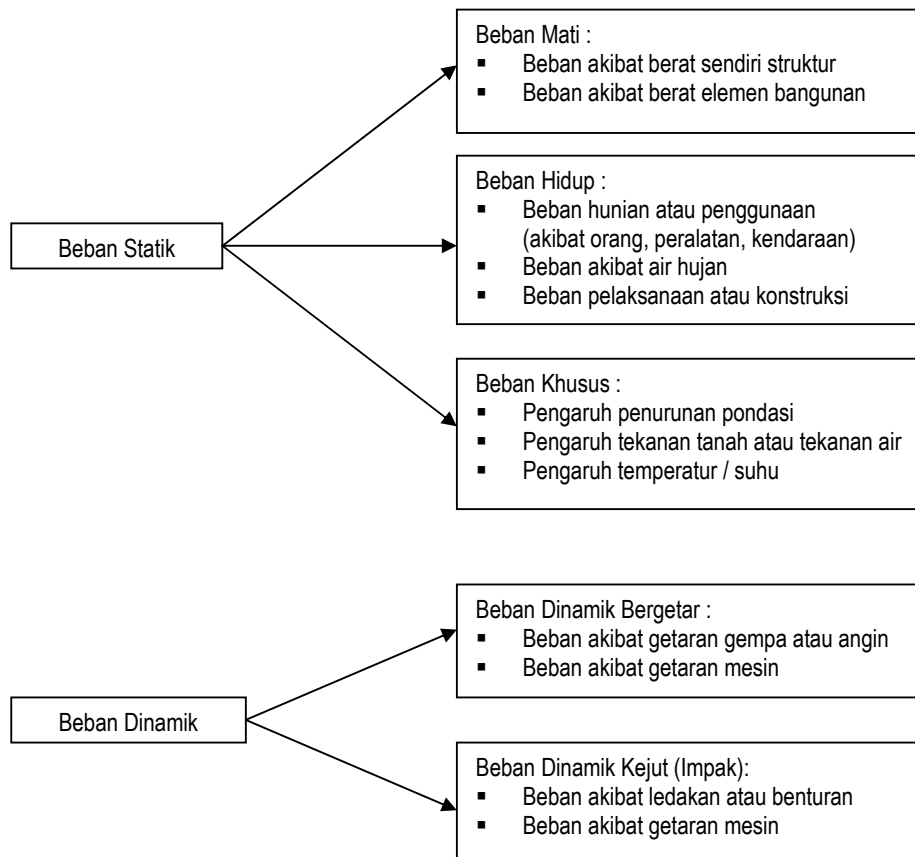 Beban Mati :
▪ Beban akibat berat sendiri struktur
▪ Beban akibat berat elemen bangunan
Beban Statik
Beban Hidup :
▪ Beban hunian atau penggunaan
(akibat orang, peralatan, kendaraan)
▪ Beban akibat air hujan
▪ Beban pelaksanaan atau konstruksi
Beban Khusus :
▪ Pengaruh penurunan pondasi
▪ Pengaruh tekanan tanah atau tekanan air
▪ Pengaruh temperatur / suhu
Beban Dinamik
Beban Dinamik Bergetar :
▪ Beban akibat getaran gempa atau angin
▪ Beban akibat getaran mesin
Beban Dinamik Kejut (Impak):
▪ Beban akibat ledakan atau benturan
▪ Beban akibat getaran mesin